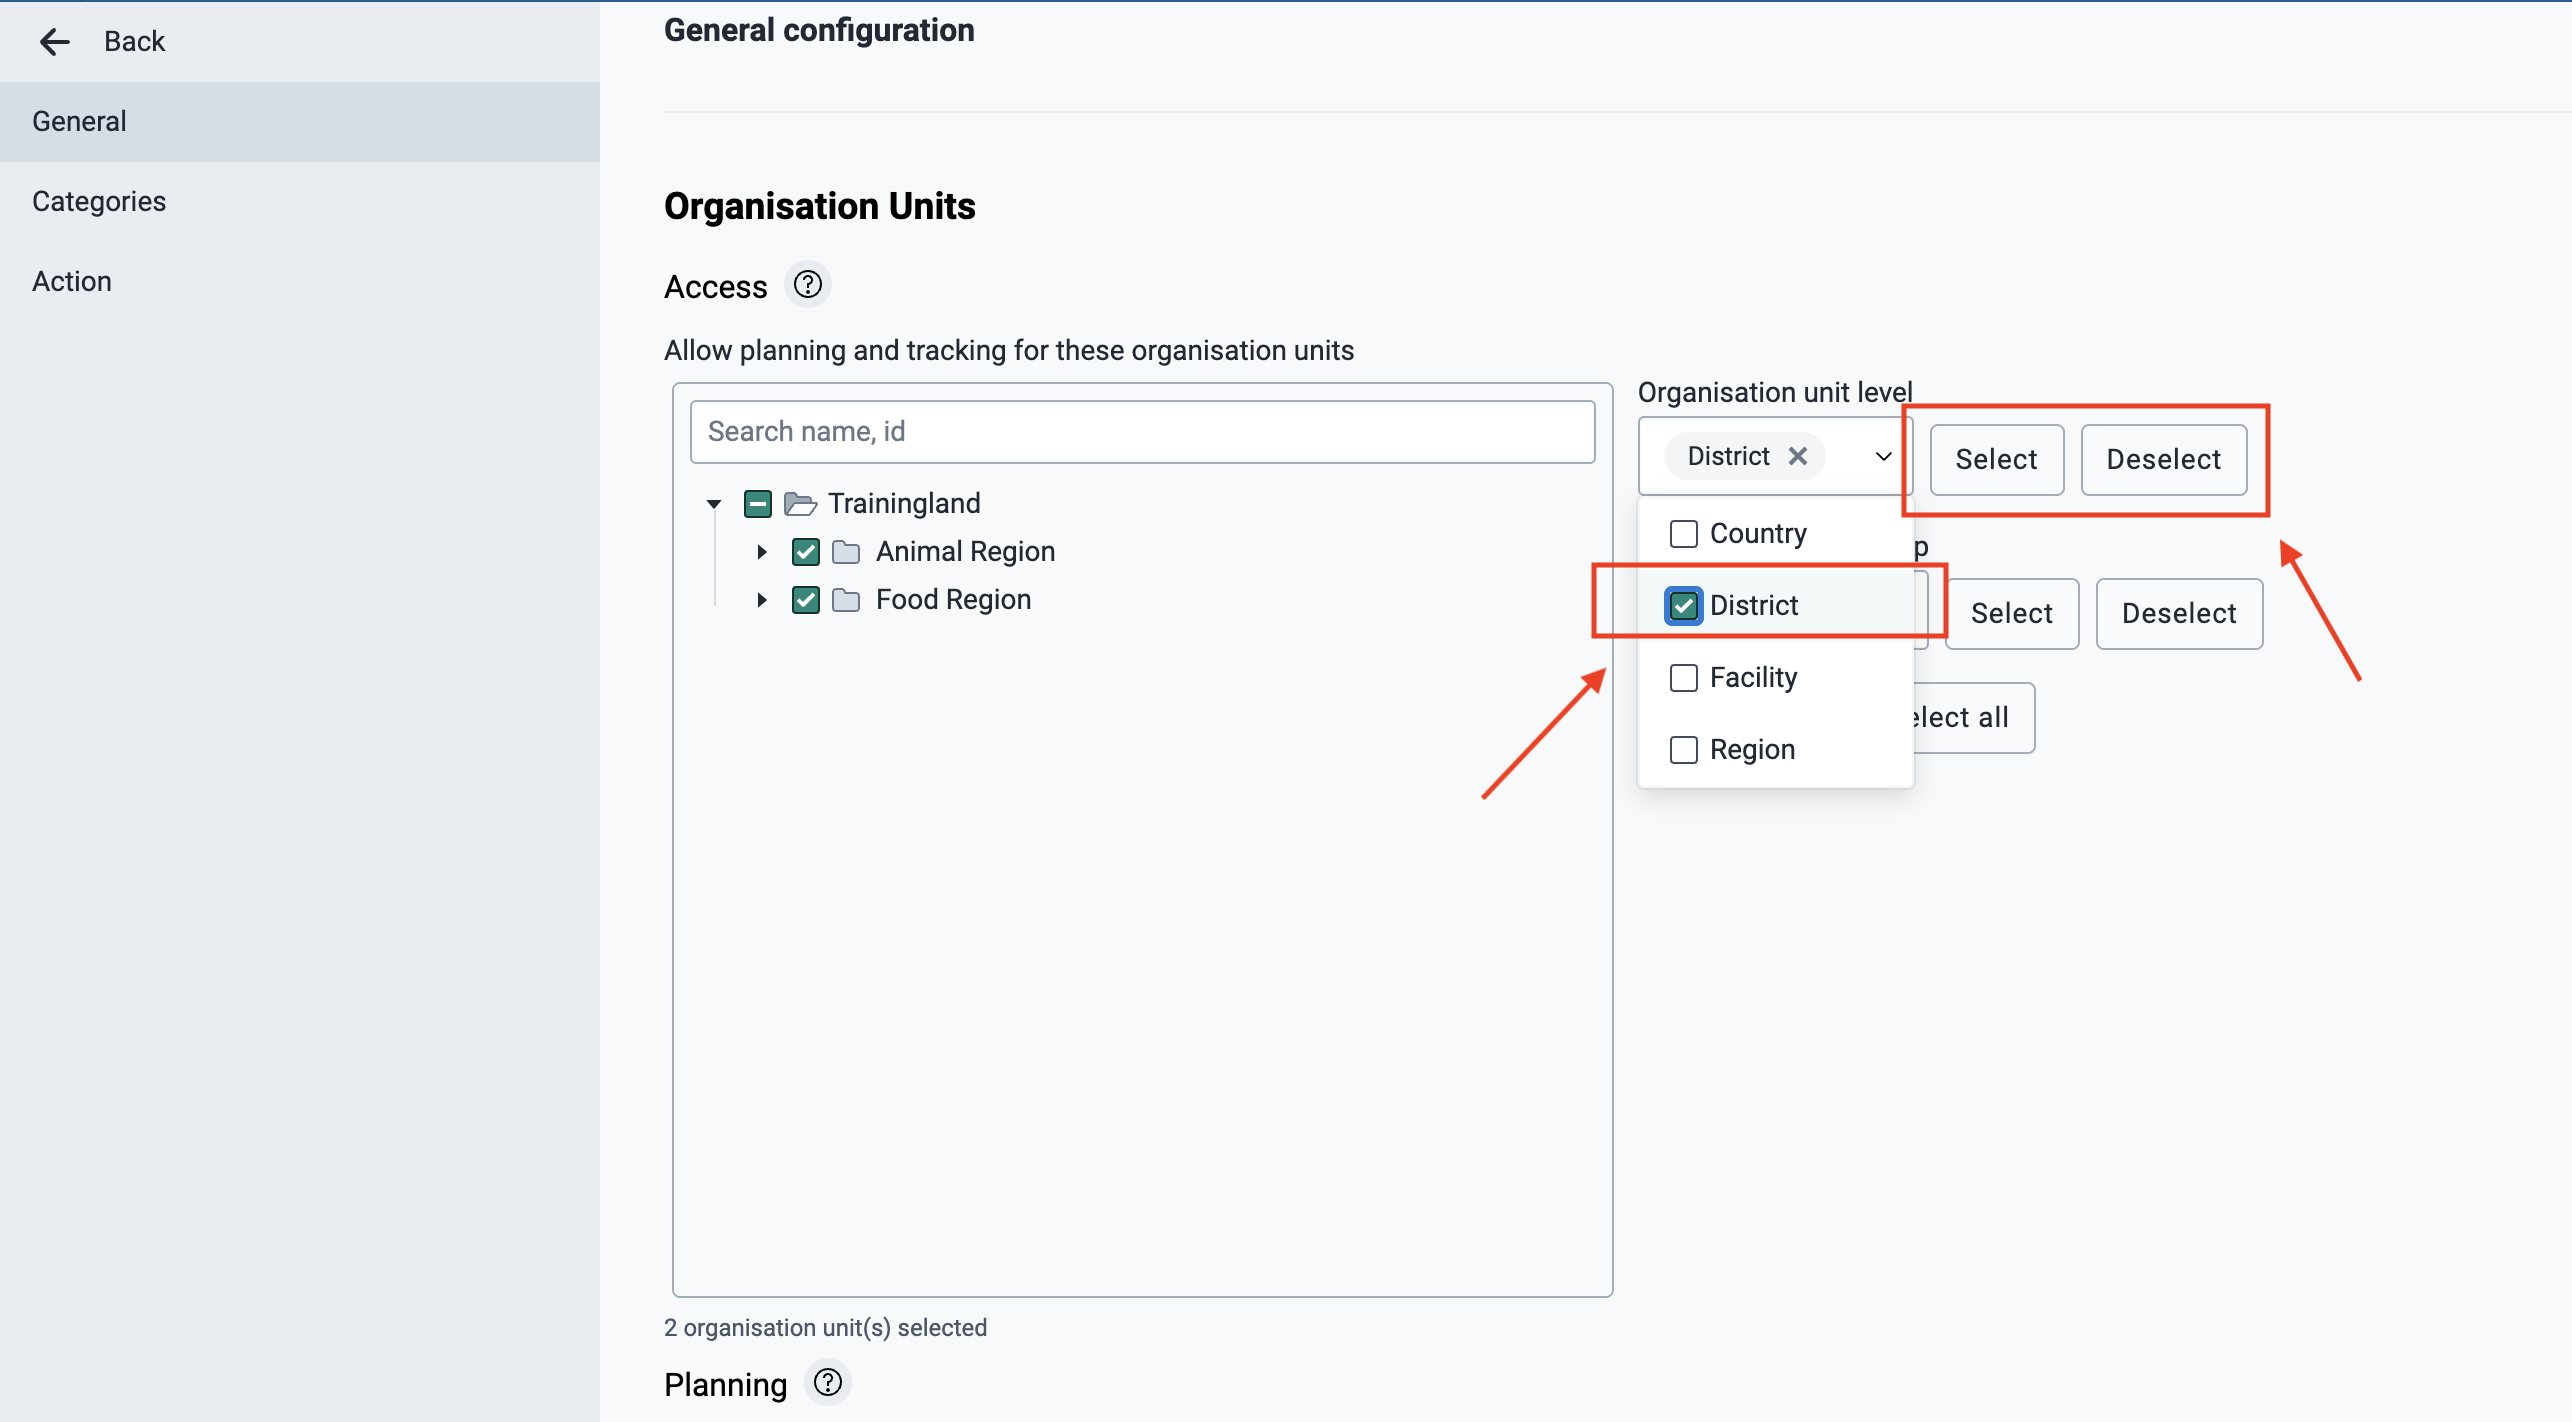 Back
General
Categories
Action
General configuration
Organisation Units
Access
Allow planning and tracking for these organisation units
Search name, id
Trainingland
Animal Region
Food Region
Organisation unit level
District
Select
Deselect
Country
District
Facility
Region
p
Select
Deselect
elect all
2 organisation unit(s) selected
Planning